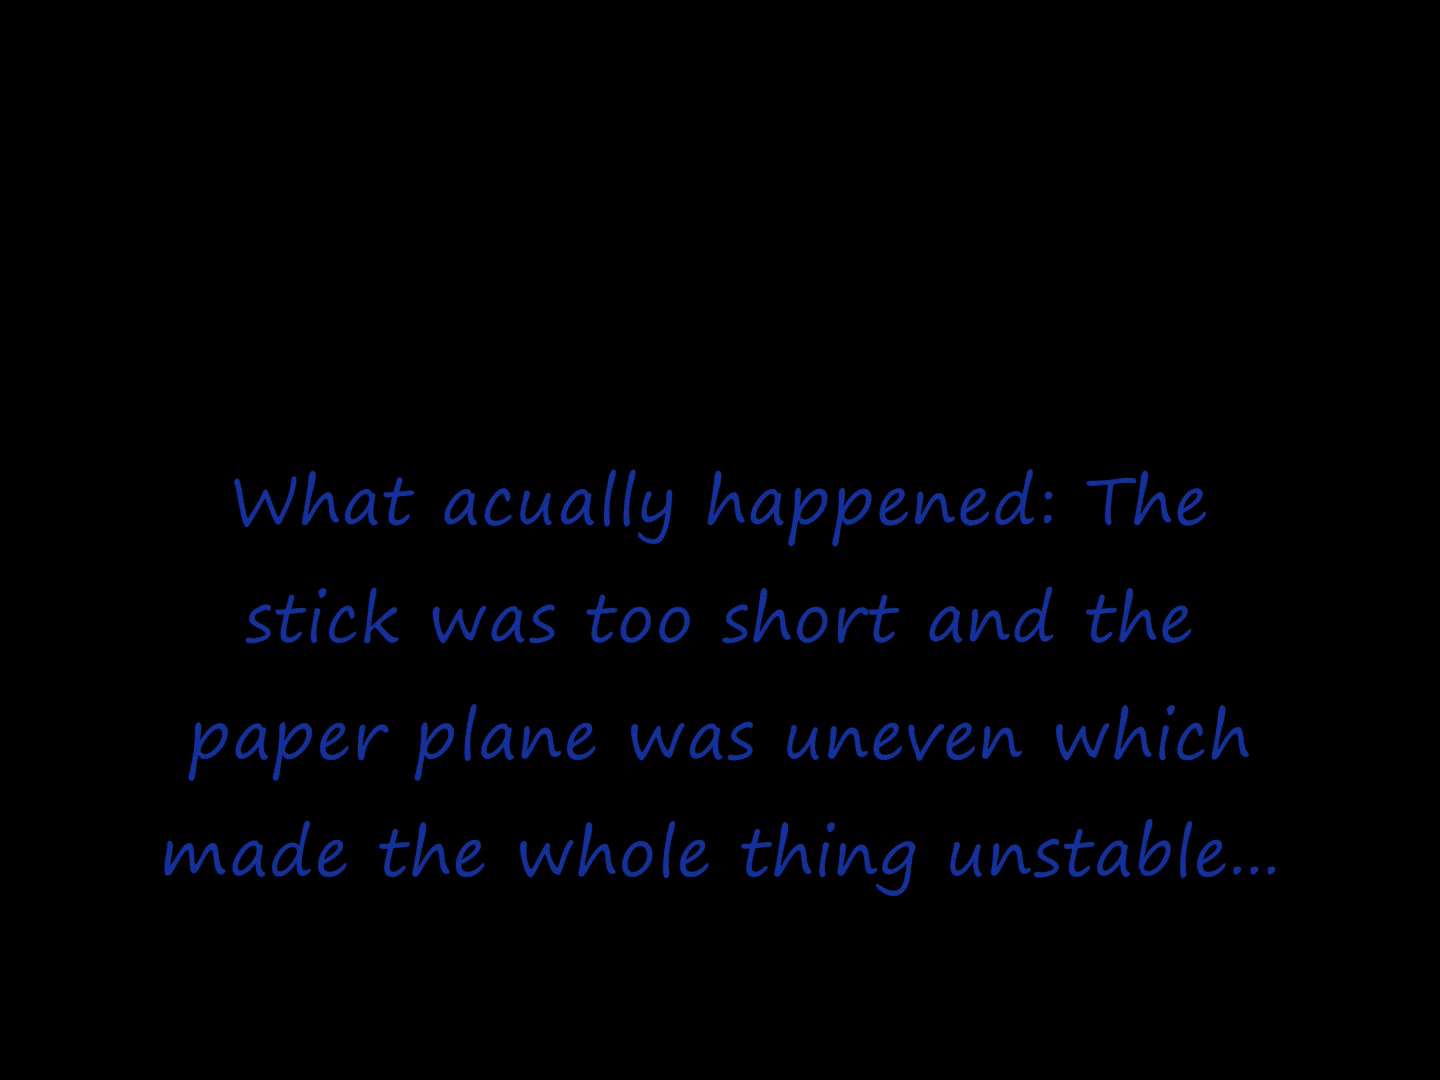 What acually happened: The
stick was too short and the
paper plane was uneven which
made the whole thing unstable...